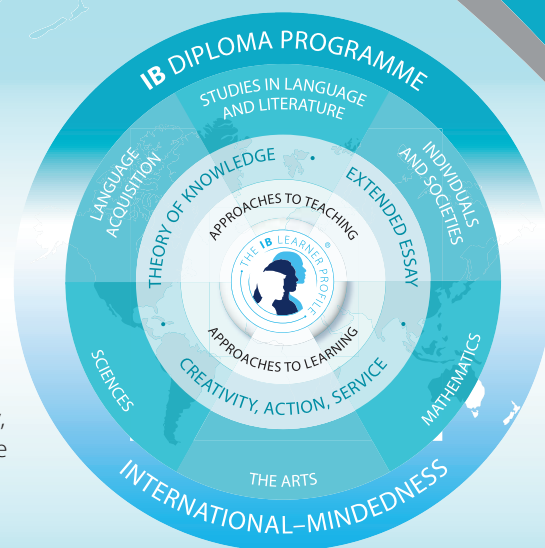 IB DIPLOMA PROGRAMME
STUDIES IN LANGUAGE
AND LITERATURE
LANGUAGE
ACQUISITION
INDIVIDUALS
AND SOCIETIES
THEORY OF KNOWLEDGE
EXTENDED ESSAY
APPROACHES TO TEACHING
THE IB LEARNER PROFILE
®
APPROACHES TO LEARNING
CREATIVITY, ACTION, SERVICE
SCIENCES
MATHEMATICS
THE ARTS
INTERNATIONAL–MINDEDNESS